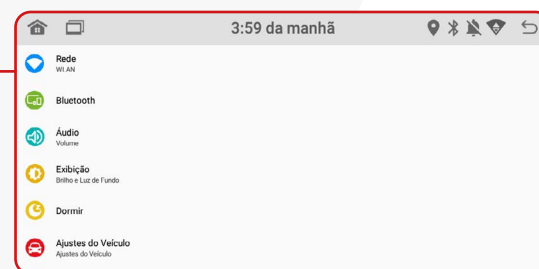 3:59 da manhã
Rede
WLAN
Bluetooth
Áudio
Volume
Exibição
Brilho e Luz de Fundo
Dormir
Ajustes do Veículo
Ajustes do Veículo